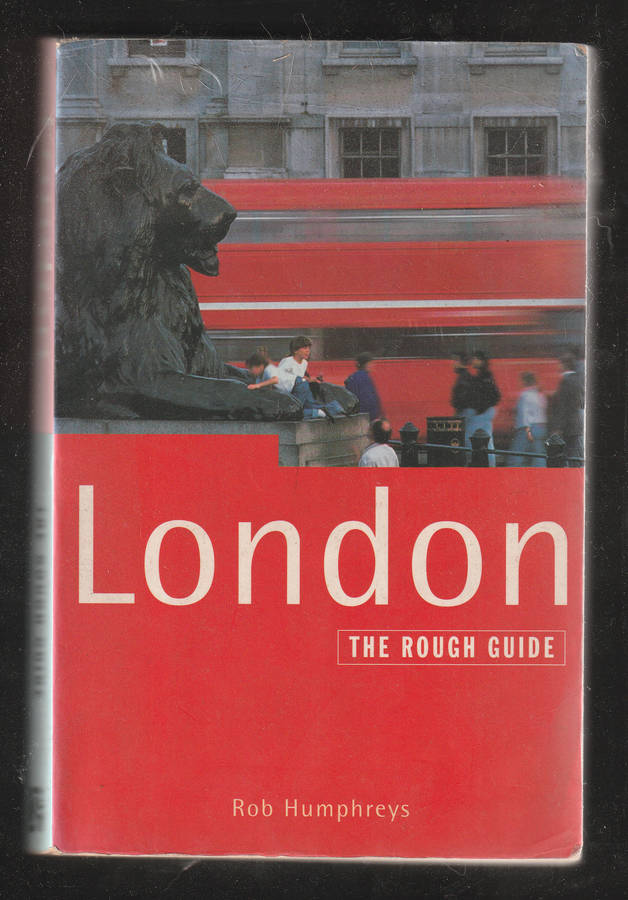 London
THE ROUGH GUIDE
Rob Humphreys